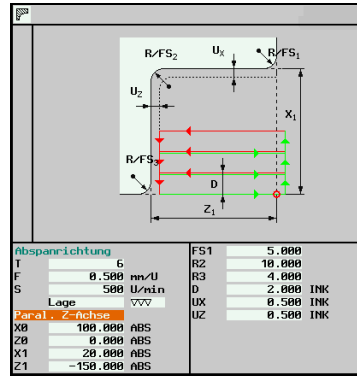 R/FS2
UX
R/FS1
UZ
X1
R/FS3
D
Z1
Abspanrichtung
T 6
F 0.500 mm/U
S 500 U/min
Lage ▽▽▽
Paral. Z-Achse
X0 100.000 ABS
Z0 0.000 ABS
X1 20.000 ABS
Z1 -150.000 ABS
FS1 5.000
R2 10.000
R3 4.000
D 2.000 INK
UX 0.500 INK
UZ 0.500 INK